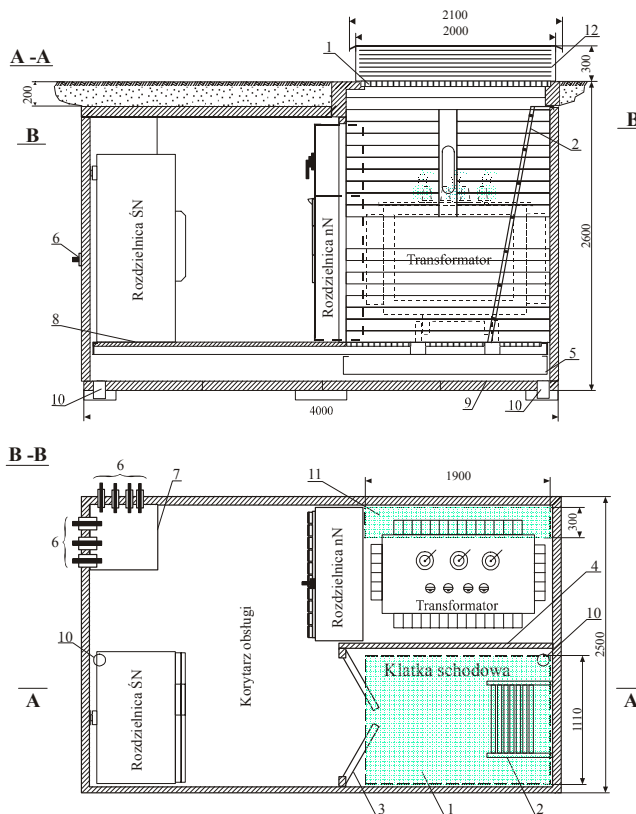 2100
2000
12
A -A
1
300
200
B
B
2
6
Rozdzielnica ŚN
Rozdzielnica nN
Transformator
2600
8
5
10
4000
9
10
B -B
6
7
11
1900
6
300
Rozdzielnica nN
4
Transformator
10
Korytarz obsługi
10
2500
Klatka schodowa
Rozdzielnica ŚN
A
A
1110
3
1
2